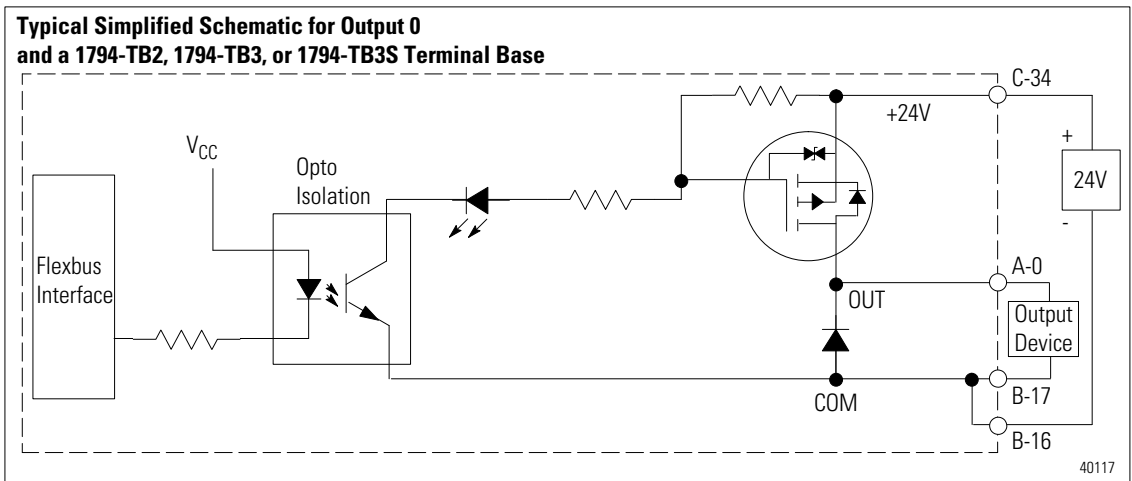 Typical Simplified Schematic for Output 0
and a 1794-TB2, 1794-TB3, or 1794-TB3S Terminal Base
C-34
+24V
+
24V
-
VCC
Opto
Isolation
Flexbus
Interface
A-0
OUT
Output
Device
B-17
COM
B-16
40117